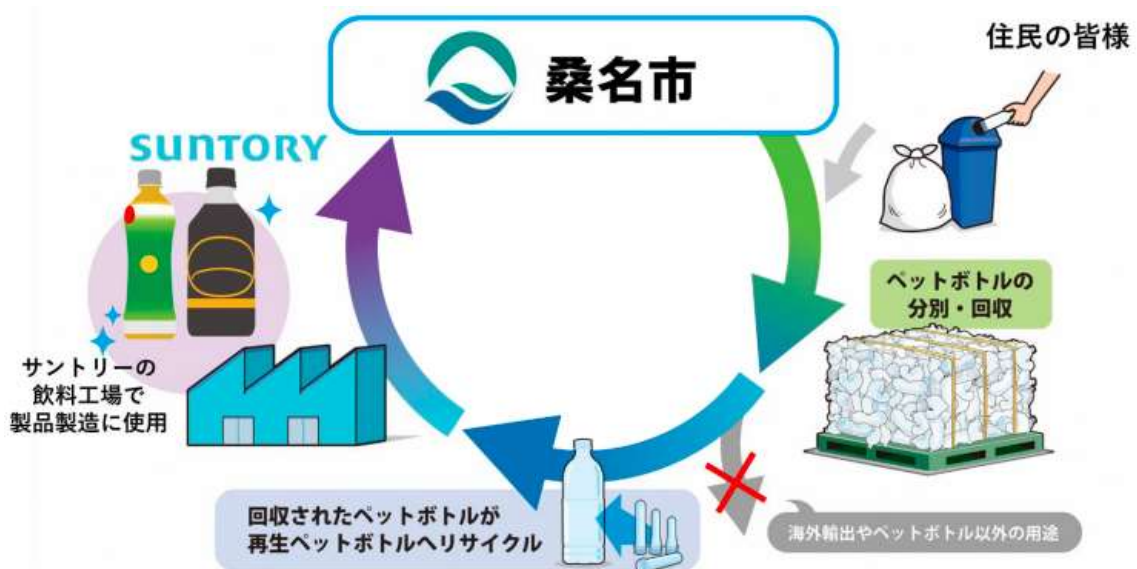 桑名市
住民の皆様
SUNTORY
ペットボトルの
分別・回収
サントリーの
飲料工場で
製品製造に使用
回収されたペットボトルが
再生ペットボトルへリサイクル
海外輸出やペットボトル以外の用途